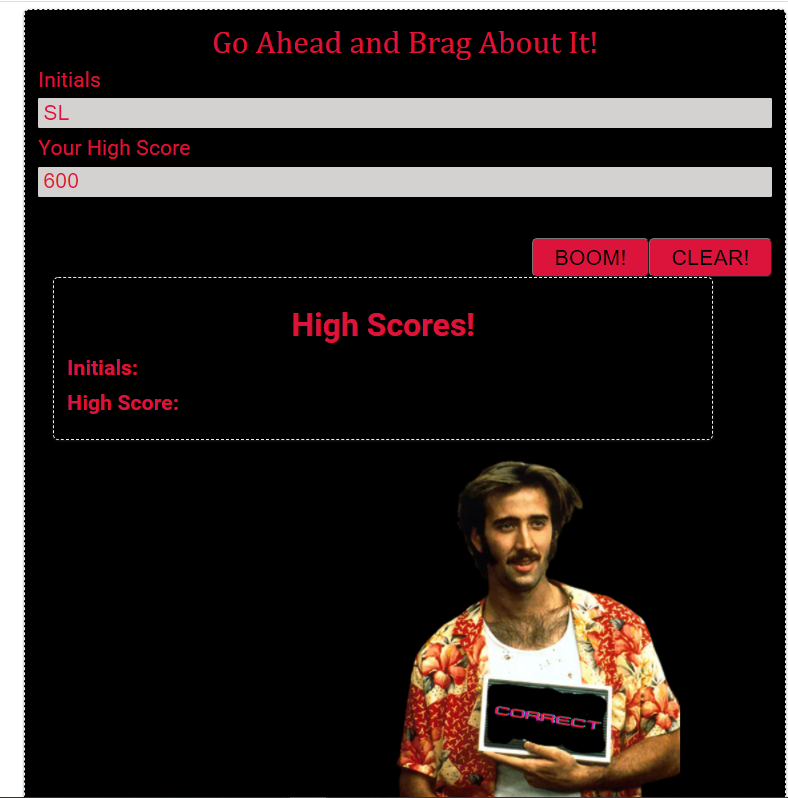 Go Ahead and Brag About It!
Initials
SL
Your High Score
600
BOOM! CLEAR!
High Scores!
Initials:
High Score:
CORRECT